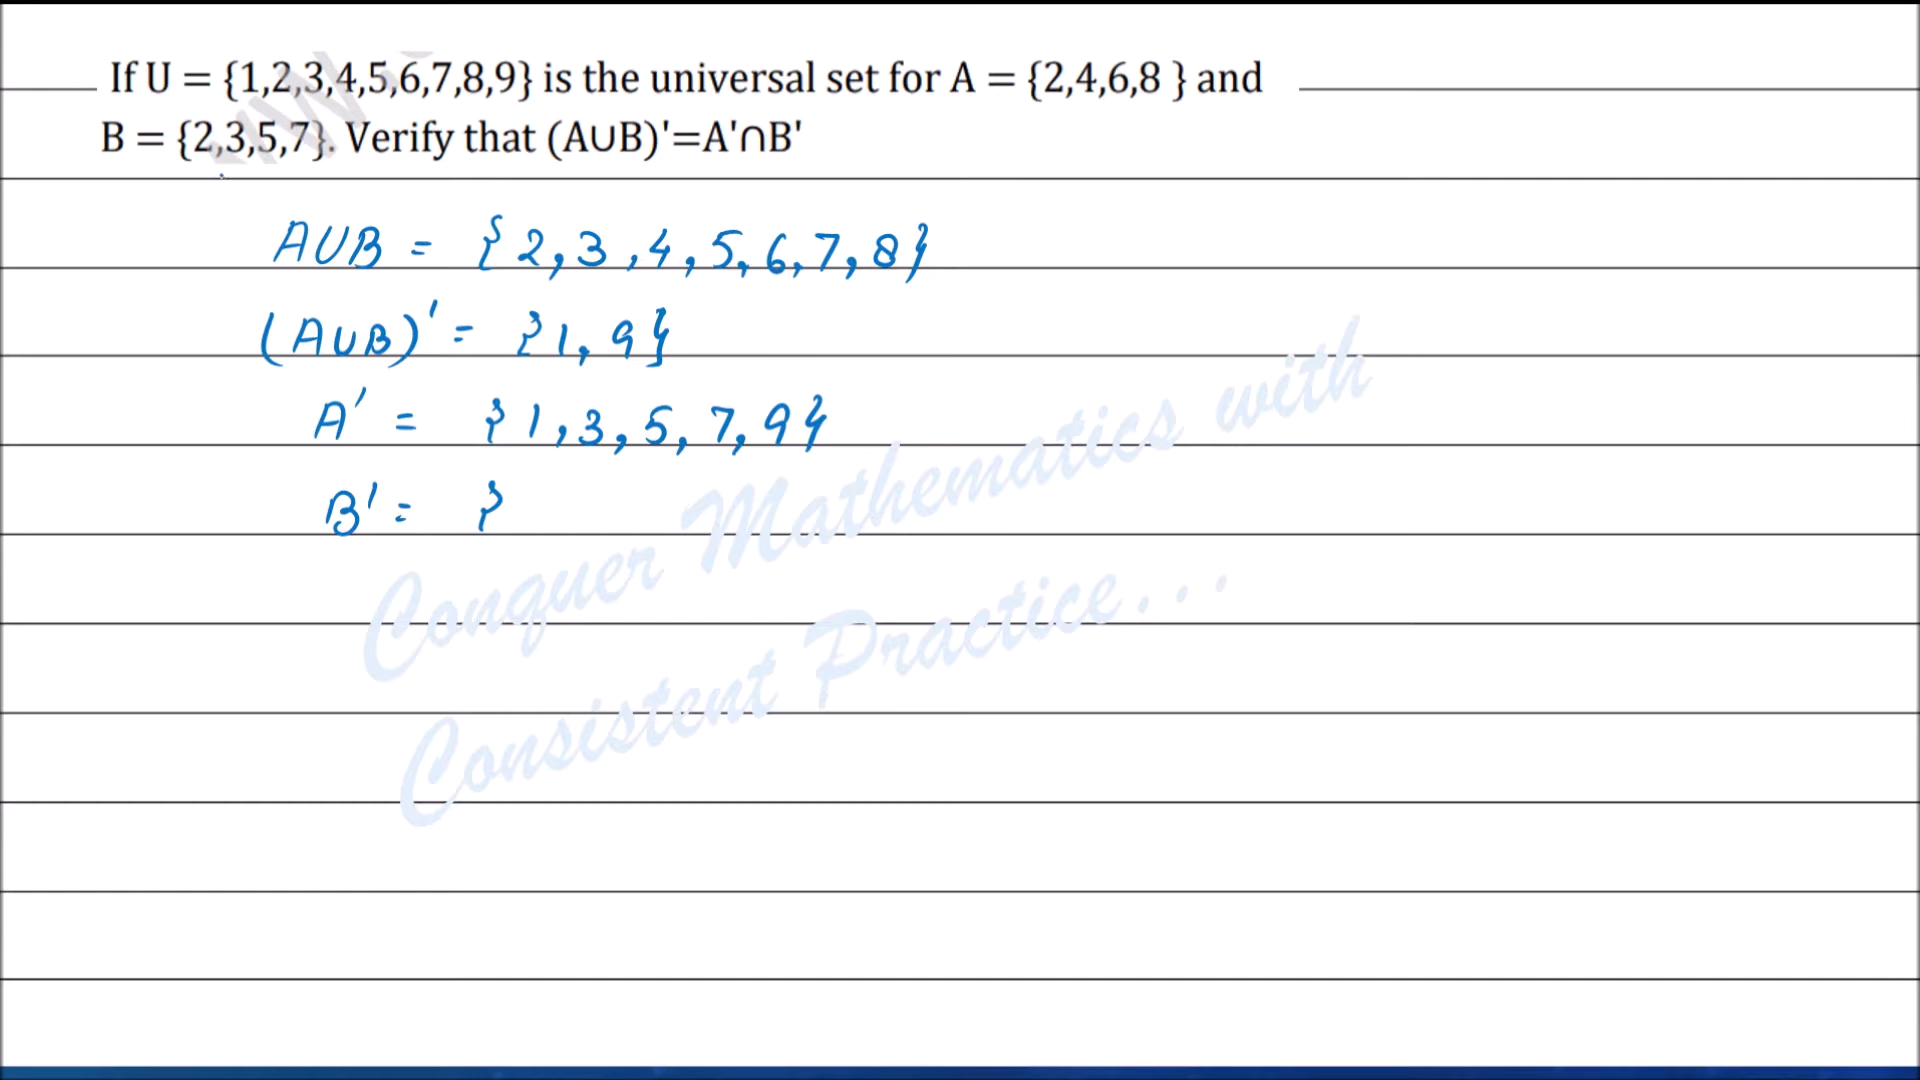 If U = {1,2,3,4,5,6,7,8,9} is the universal set for A = {2,4,6,8 } and
B = {2,3,5,7}. Verify that (A∪B)'=A'∩B'
A∪B = {2,3,4,5,6,7,8}
(A∪B)' = {1,9}
A' = {1,3,5,7,9}
B' = {
Conquer Mathematics with
Consistent Practice...